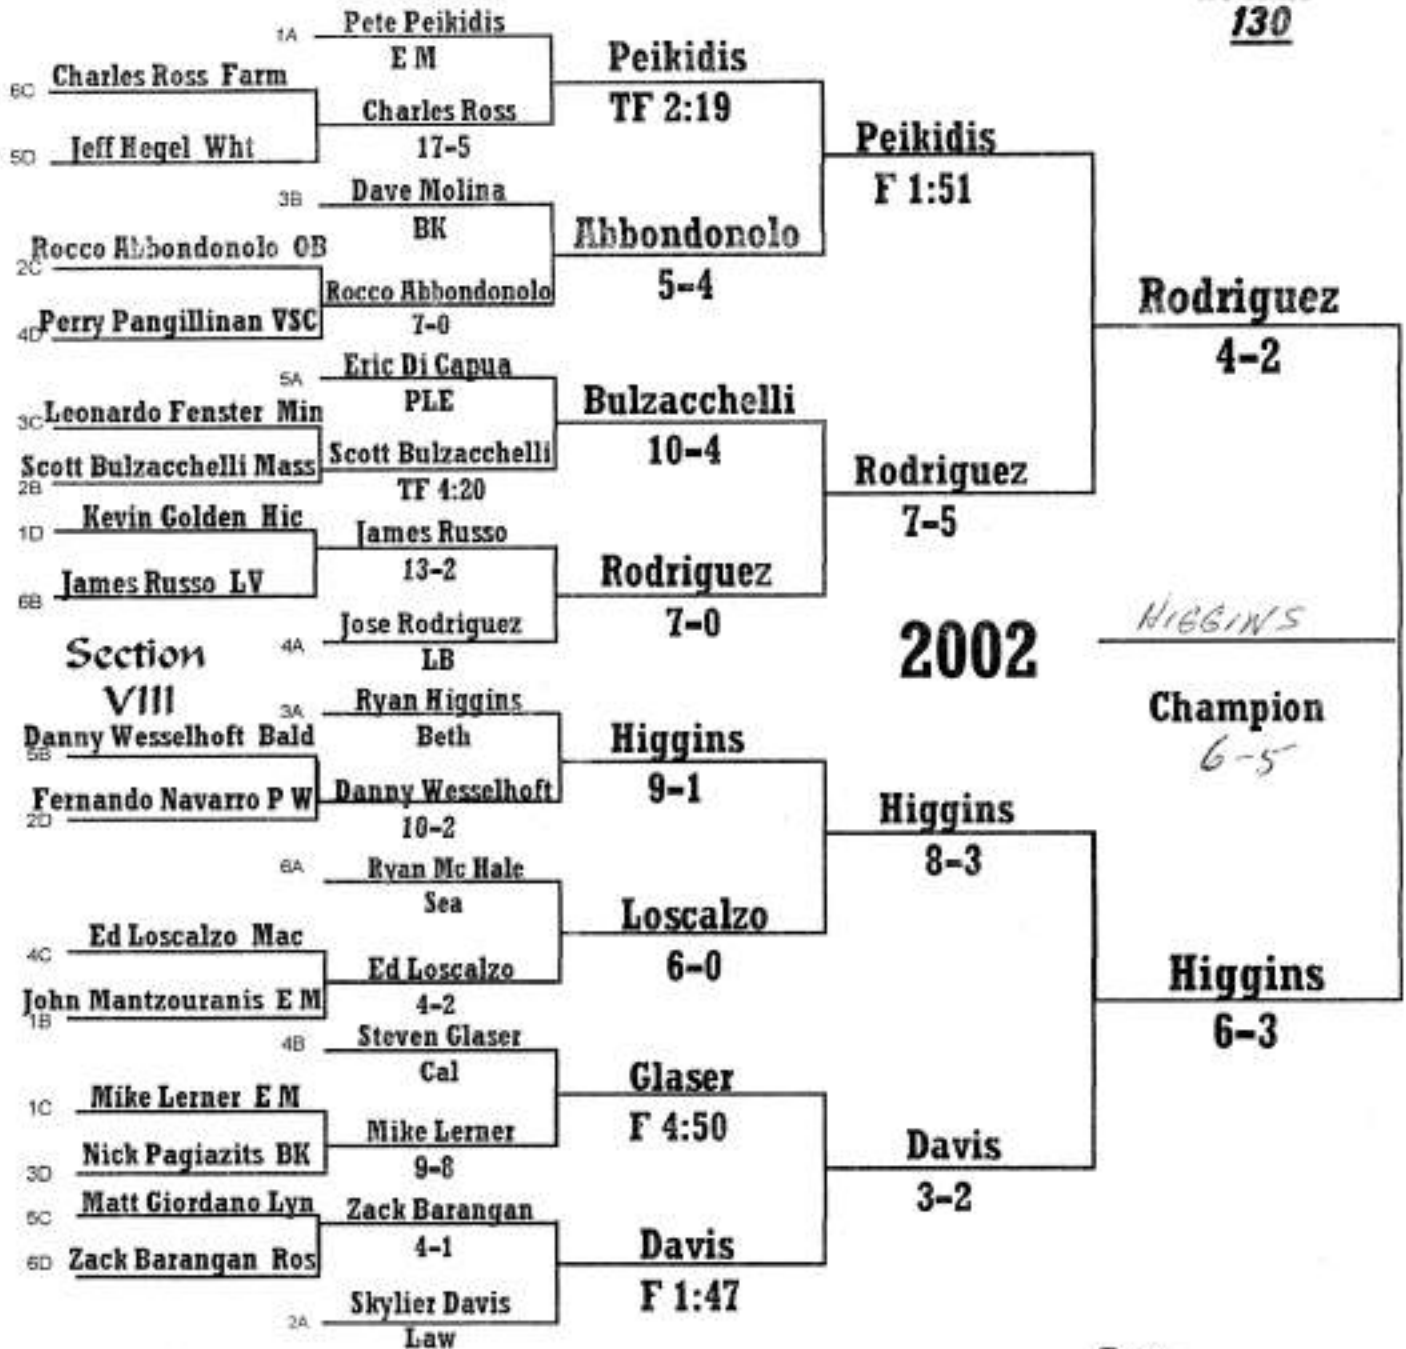 130
1A Pete Peikidis
E M
6C Charles Ross Farm
Charles Ross
17-5
5D Jeff Hegel Wht
Peikidis
TF 2:19
3B Dave Molina
BK
2C Rocco Abbondonolo OB
Rocco Abbondonolo
7-0
4D Perry Pangillinan VSC
Abbondonolo
5-4
Peikidis
F 1:51
5A Eric Di Capua
PLE
3C Leonardo Fenster Min
Scott Bulzacchelli
TF 4:20
2B Scott Bulzacchelli Mass
Bulzacchelli
10-4
1D Kevin Golden Hic
James Russo
13-2
6B James Russo LV
4A Jose Rodriguez
LB
Rodriguez
7-0
Rodriguez
7-5
Rodriguez
4-2
Section
VIII
2002
HIGGINS
Champion
6-5
3A Ryan Higgins
Beth
5B Danny Wesselhoft Bald
Danny Wesselhoft
10-2
2D Fernando Navarro P W
Higgins
9-1
6A Ryan Mc Hale
Sea
4C Ed Loscalzo Mac
Ed Loscalzo
4-2
1B John Mantzouranis E M
Loscalzo
6-0
Higgins
8-3
4B Steven Glaser
Cal
1C Mike Lerner E M
Mike Lerner
9-8
3D Nick Pagiazits BK
Glaser
F 4:50
5C Matt Giordano Lyn
Zack Barangan
4-1
6D Zack Barangan Ros
2A Skylier Davis
Law
Davis
F 1:47
Davis
3-2
Higgins
6-3